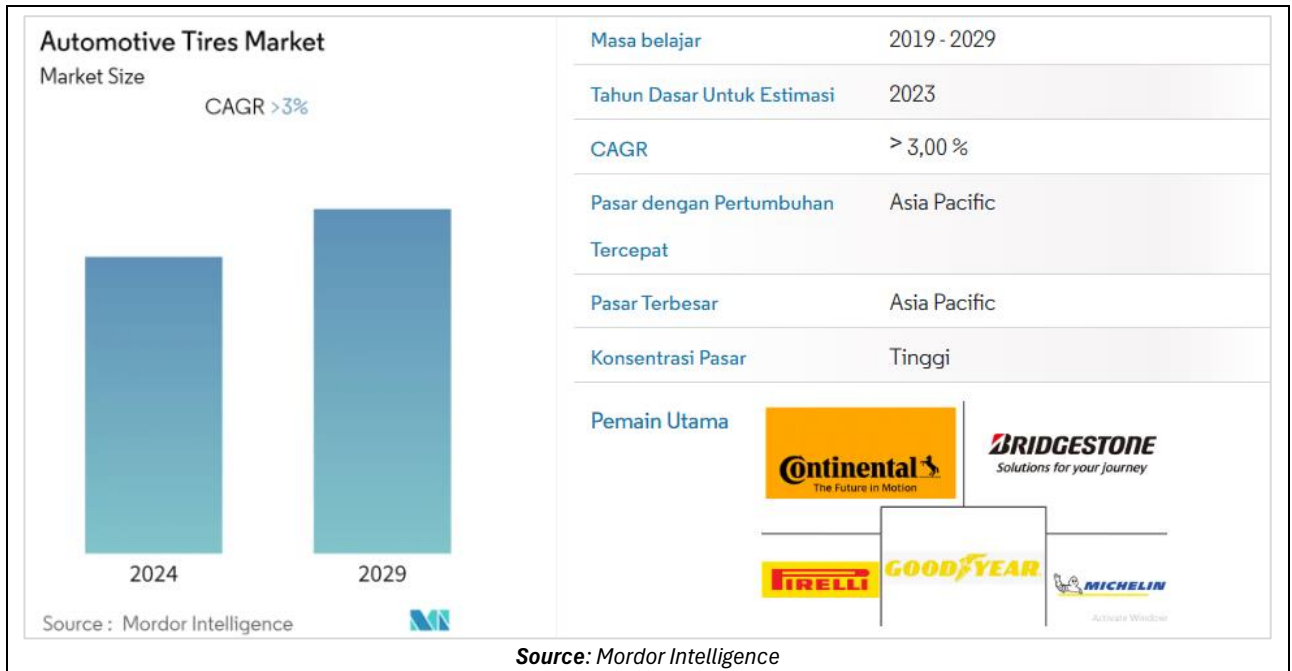 Automotive Tires Market
Market Size
CAGR >3%
2024
2029
Source : Mordor Intelligence
Masa belajar
2019 - 2029
Tahun Dasar Untuk Estimasi
2023
CAGR
> 3,00 %
Pasar dengan Pertumbuhan
Tercepat
Asia Pacific
Pasar Terbesar
Asia Pacific
Konsentrasi Pasar
Tinggi
Pemain Utama
Continental
The Future in Motion
BRIDGESTONE
Solutions for your journey
PIRELLI
GOODYEAR
MICHELIN
Activate Window
Source: Mordor Intelligence